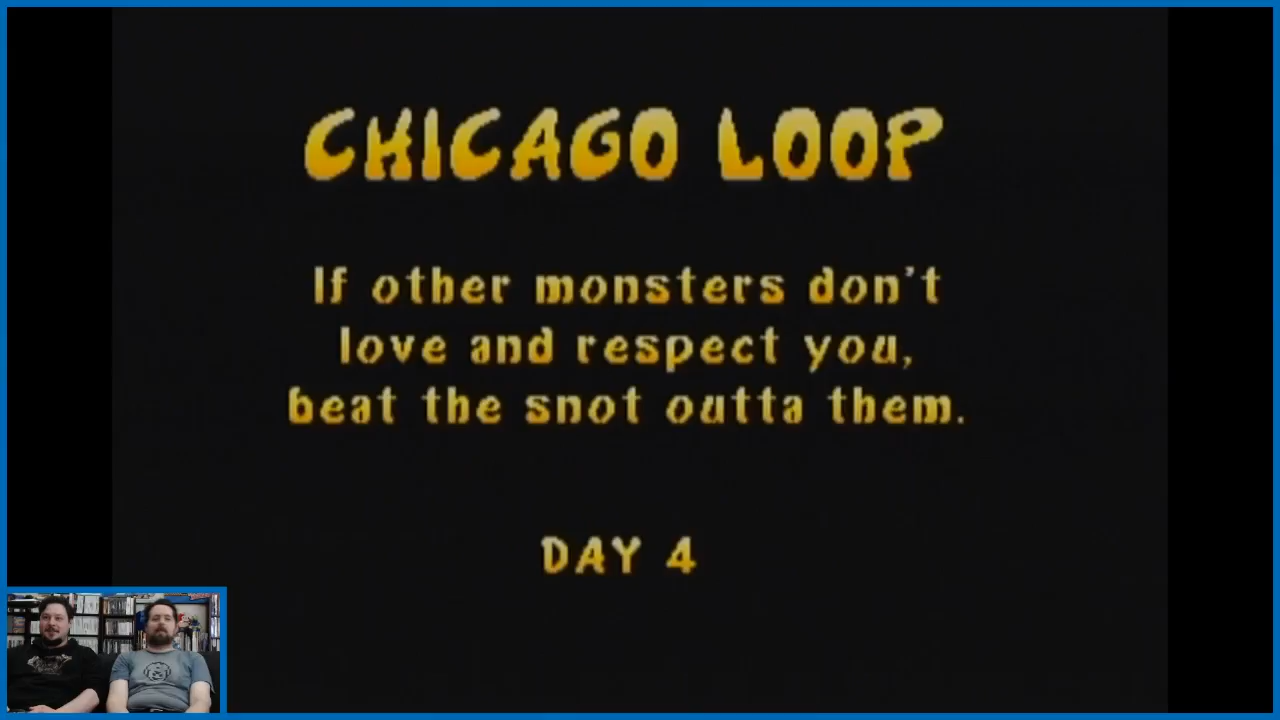 CHICAGO LOOP
If other monsters don't
love and respect you,
beat the snot outta them.
DAY 4